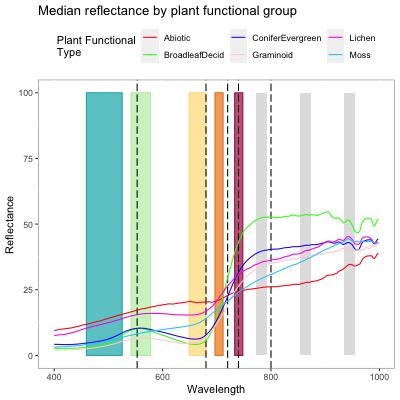 Median reflectance by plant functional group
Plant Functional
Type
Abiotic
ConiferEvergreen
Lichen
BroadleafDecid
Graminoid
Moss
100
75
50
25
0
Reflectance
400
600
800
1000
Wavelength